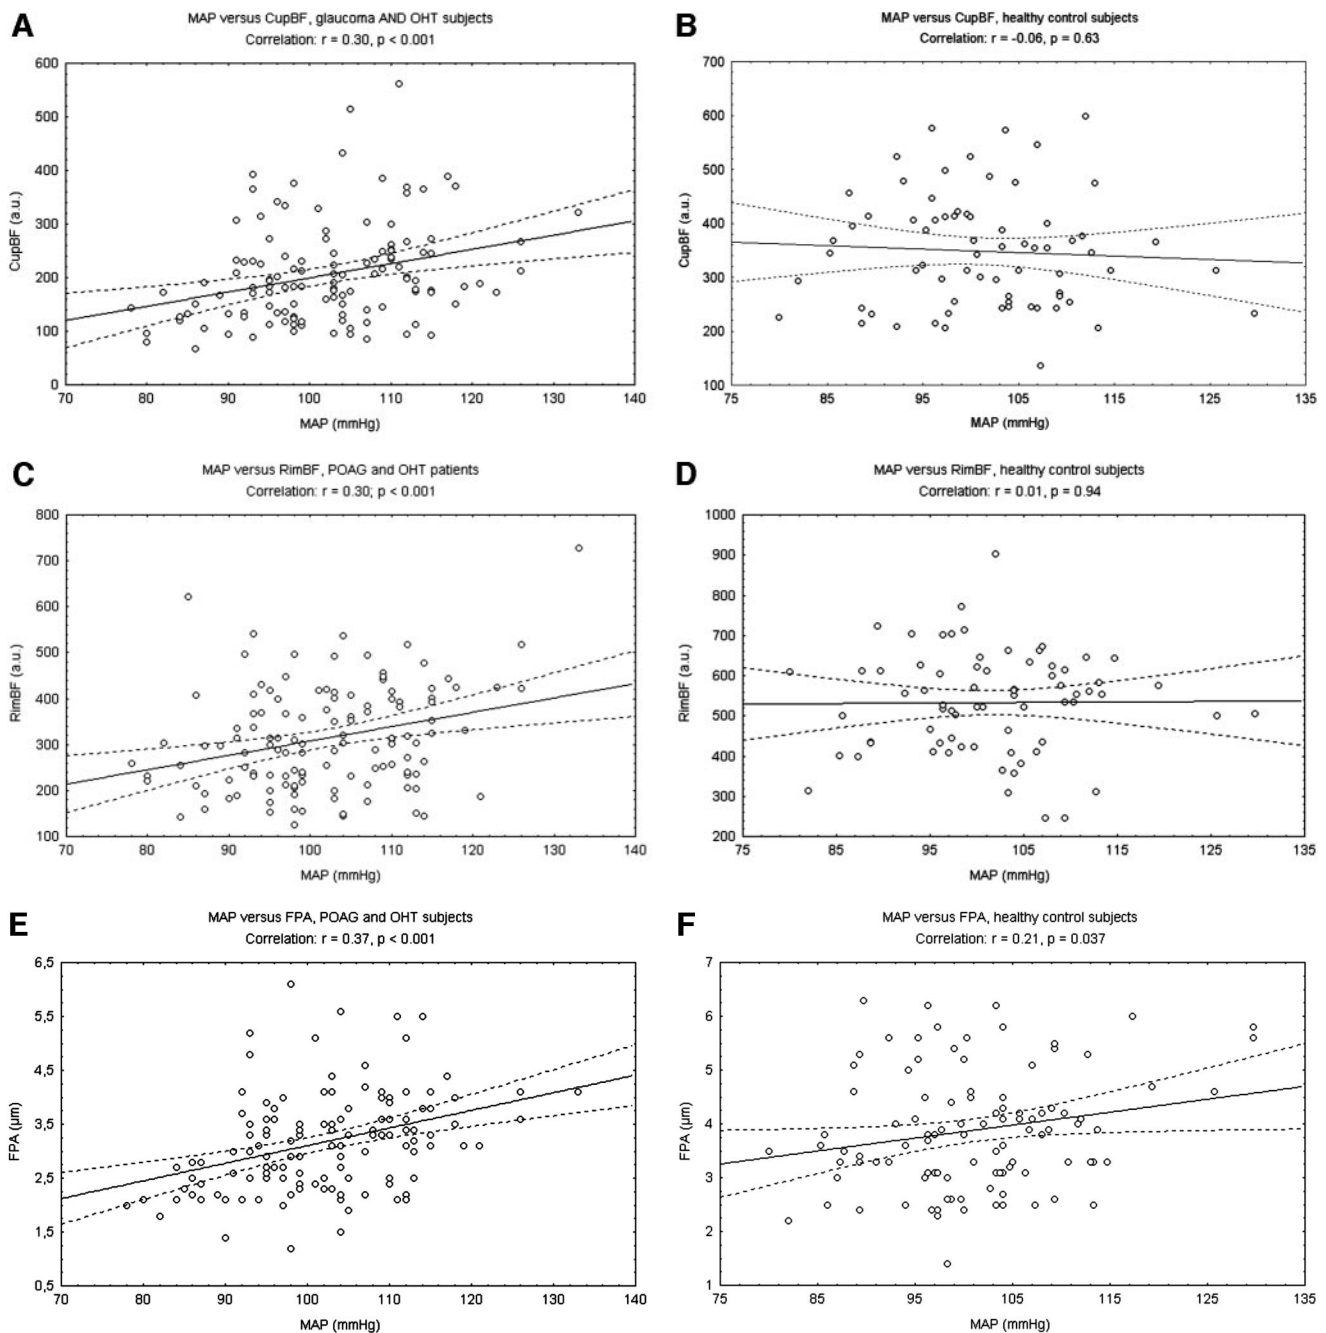 A
MAP versus CupBF, glaucoma AND OHT subjects
Correlation: r = 0.30, p < 0.001
600
500
400
300
200
100
0
CupBF (a.u.)
70 80 90 100 110 120 130 140
MAP (mmHg)
B
MAP versus CupBF, healthy control subjects
Correlation: r = -0.06, p = 0.63
700
600
500
400
300
200
100
CupBF (a.u.)
75 85 95 105 115 125 135
MAP (mmHg)
C
MAP versus RimBF, POAG and OHT patients
Correlation: r = 0.30; p < 0.001
800
700
600
500
400
300
200
100
RimBF (a.u.)
70 80 90 100 110 120 130 140
MAP (mmHg)
D
MAP versus RimBF, healthy control subjects
Correlation: r = 0.01, p = 0.94
1000
900
800
700
600
500
400
300
200
RimBF (a.u.)
75 85 95 105 115 125 135
MAP (mmHg)
E
MAP versus FPA, POAG and OHT subjects
Correlation: r = 0.37, p < 0.001
6,5
5,5
4,5
3,5
2,5
1,5
0,5
FPA (µm)
70 80 90 100 110 120 130 140
MAP (mmHg)
F
MAP versus FPA, healthy control subjects
Correlation: r = 0.21, p = 0.037
7
6
5
4
3
2
1
FPA (µm)
75 85 95 105 115 125 135
MAP (mmHg)